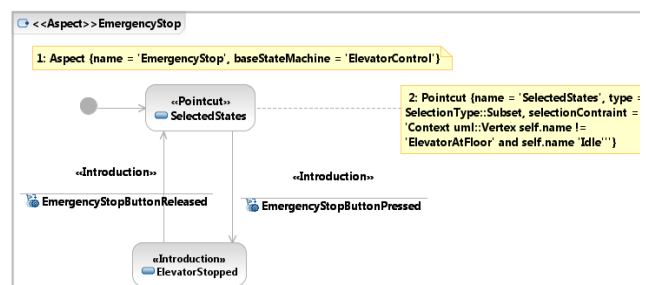 <<Aspect>>EmergencyStop
1: Aspect {name = 'EmergencyStop', baseStateMachine = 'ElevatorControl'}
«Pointcut»
SelectedStates
2: Pointcut {name = 'SelectedStates', type =
SelectionType::Subset, selectionContraint =
'Context uml::Vertex self.name !=
'ElevatorAtFloor' and self.name 'Idle'''}
«Introduction»
EmergencyStopButtonReleased
«Introduction»
EmergencyStopButtonPressed
«Introduction»
ElevatorStopped